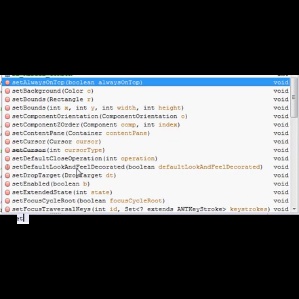 setAlwaysOnTop(boolean alwaysOnTop) void
setBackground(Color c) void
setBounds(Rectangle r) void
setBounds(int x, int y, int width, int height) void
setComponentOrientation(ComponentOrientation o) void
setComponentZOrder(Component comp, int index) void
setContentPane(Container contentPane) void
setCursor(Cursor cursor) void
setCursor(int cursorType) void
setDefaultCloseOperation(int operation) void
setDefaultLookAndFeelDecorated(boolean defaultLookAndFeelDecorated) void
setDropTarget(DropTarget dt) void
setEnabled(boolean b) void
setExtendedState(int state) void
setFocusCycleRoot(boolean focusCycleRoot) void
setFocusTraversalKeys(int id, Set<? extends AWTKeyStroke> keystrokes) void